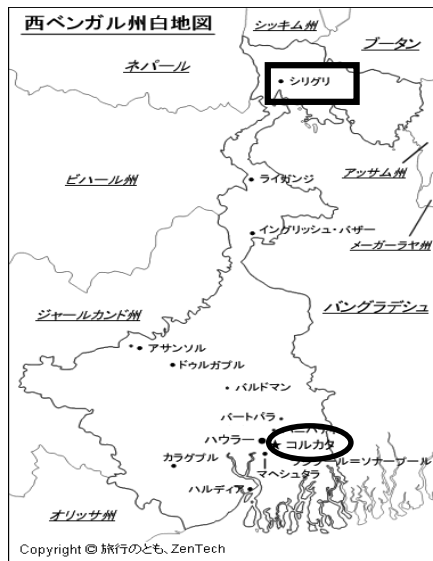 西ベンガル州白地図
シッキム州
ブータン
ネパール
シリグリ
アッサム州
ビハール州
ライガンジ
イングリッシュ・バザー
メーガーラヤ州
バングラデシュ
ジャールカンド州
アサンソル
ドゥルガプル
バルドマン
バートパラ
ハウラー
コルカタ
カラグプル
マヘシュタラ
ハルディア
オリッサ州
Copyright © 旅行のとも、ZenTech